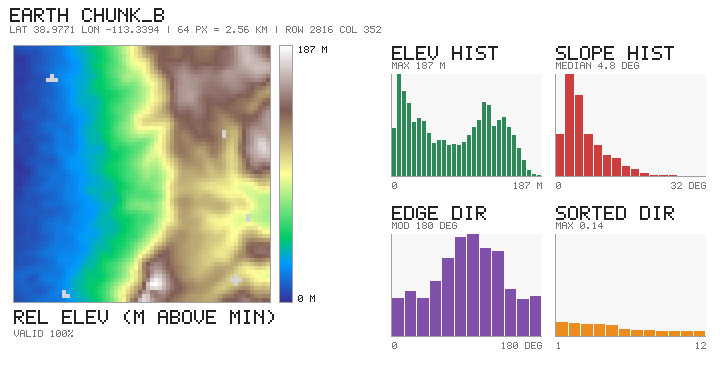 EARTH CHUNK_B
LAT 38.9771 LON -113.3394 | 64 PX = 2.56 KM | ROW 2816 COL 352
187 M
0 M
REL ELEV (M ABOVE MIN)
VALID 100%
ELEV HIST
MAX 187 M
0 187 M
SLOPE HIST
MEDIAN 4.8 DEG
0 32 DEG
EDGE DIR
MOD 180 DEG
0 180 DEG
SORTED DIR
MAX 0.14
1 12